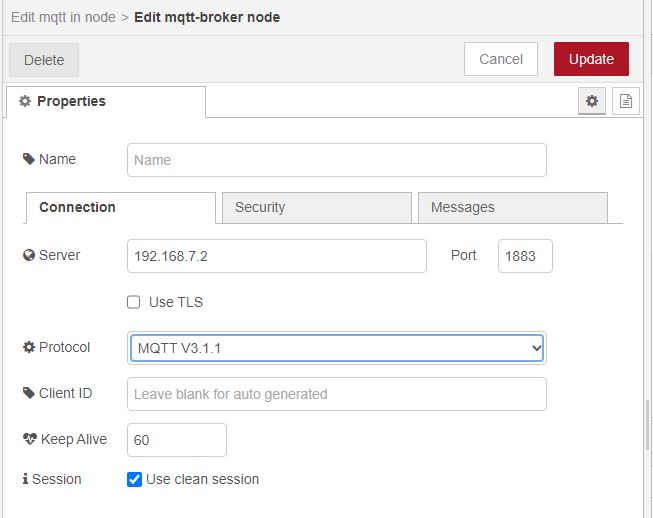 Edit mqtt in node > Edit mqtt-broker node
Delete Cancel Update
Properties
Name Name
Connection Security Messages
Server 192.168.7.2 Port 1883
Use TLS
Protocol MQTT V3.1.1
Client ID Leave blank for auto generated
Keep Alive 60
Session Use clean session